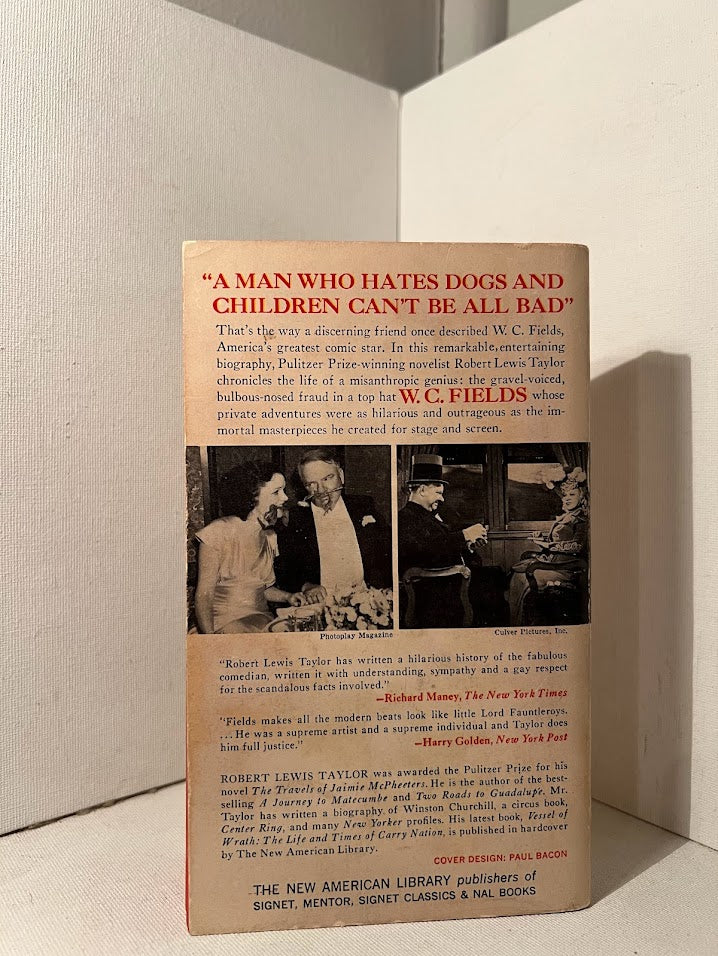 “A MAN WHO HATES DOGS AND
CHILDREN CAN'T BE ALL BAD”
That's the way a discerning friend once described W. C. Fields,
America's greatest comic star. In this remarkable, entertaining
biography, Pulitzer Prize-winning novelist Robert Lewis Taylor
chronicles the life of a misanthropic genius: the gravel-voiced,
bulbous-nosed fraud in a top hat W. C. FIELDS whose
private adventures were as hilarious and outrageous as the im-
mortal masterpieces he created for stage and screen.
Photoplay Magazine
Culver Pictures, Inc.
“Robert Lewis Taylor has written a hilarious history of the fabulous
comedian, written it with understanding, sympathy and a gay respect
for the scandalous facts involved.”
—Richard Maney, The New York Times
“Fields makes all the modern beats look like little Lord Fauntleroys.
...He was a supreme artist and a supreme individual and Taylor does
him full justice.”
—Harry Golden, New York Post
ROBERT LEWIS TAYLOR was awarded the Pulitzer Prize for his
novel The Travels of Jaimie McPheeters. He is the author of the best-
selling A Journey to Matecumbe and Two Roads to Guadalupe. Mr.
Taylor has written a biography of Winston Churchill, a circus book,
Center Ring, and many New Yorker profiles. His latest book, Vessel of
Wrath: The Life and Times of Carry Nation, is published in hardcover
by The New American Library.
COVER DESIGN: PAUL BACON
THE NEW AMERICAN LIBRARY publishers of
SIGNET, MENTOR, SIGNET CLASSICS & NAL BOOKS